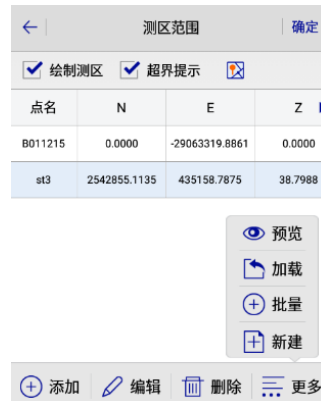 测区范围 确定
绘制测区 超界提示
点名 N E Z
B011215 0.0000 -29063319.8861 0.0000
st3 2542855.1135 435158.7875 38.7988
预览
加载
批量
新建
添加 编辑 删除 更多